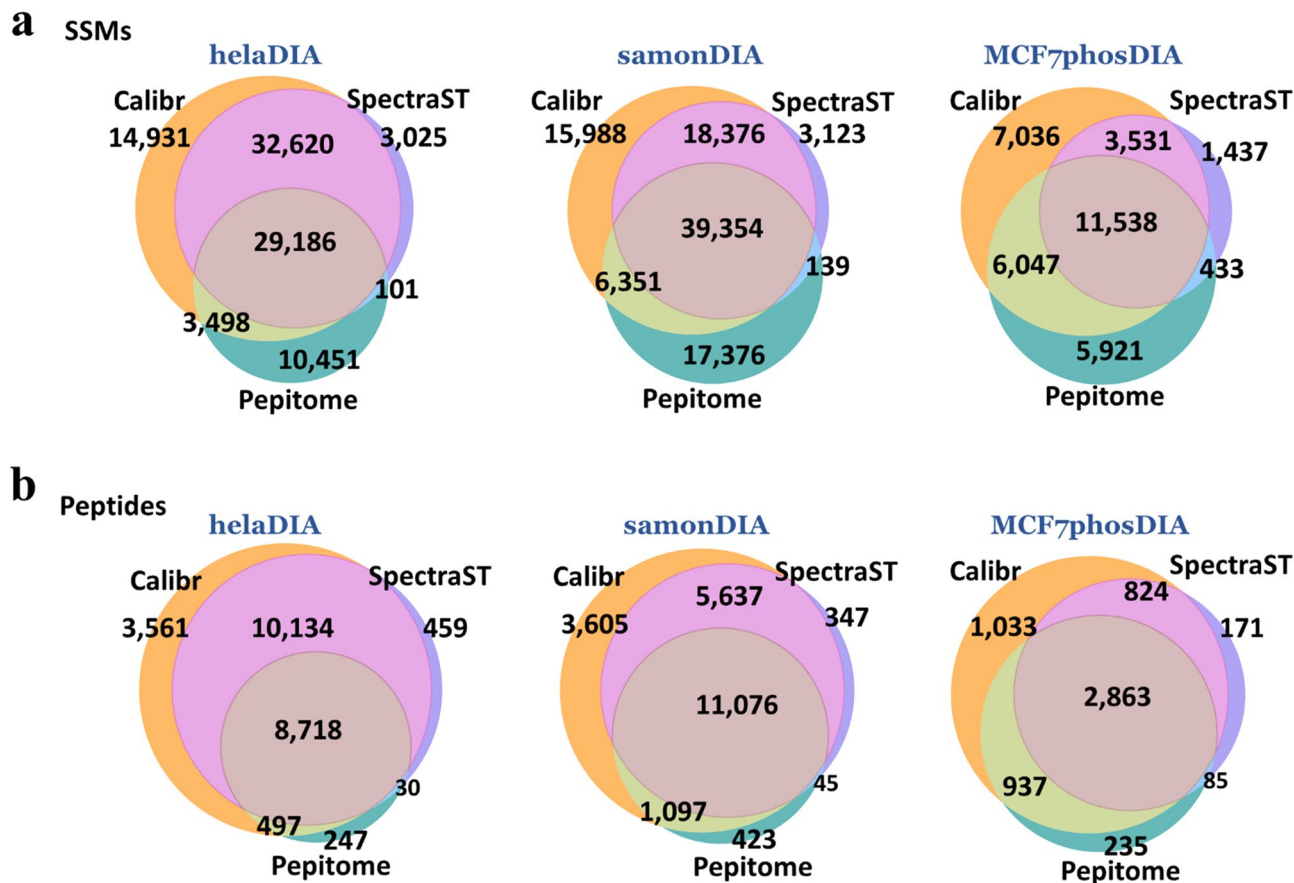 a SSMs
helaDIA samonDIA MCF7phosDIA
Calibr SpectraST Calibr SpectraST Calibr SpectraST
14,931 32,620 3,025 15,988 18,376 3,123 7,036 3,531 1,437
29,186 39,354 11,538
3,498 101 6,351 139 6,047 433
10,451 17,376 5,921
Pepitome Pepitome Pepitome
b Peptides
helaDIA samonDIA MCF7phosDIA
Calibr SpectraST Calibr SpectraST Calibr SpectraST
3,561 10,134 459 3,605 5,637 347 1,033 824 171
8,718 11,076 2,863
497 30 1,097 45 937 85
247 423 235
Pepitome Pepitome Pepitome